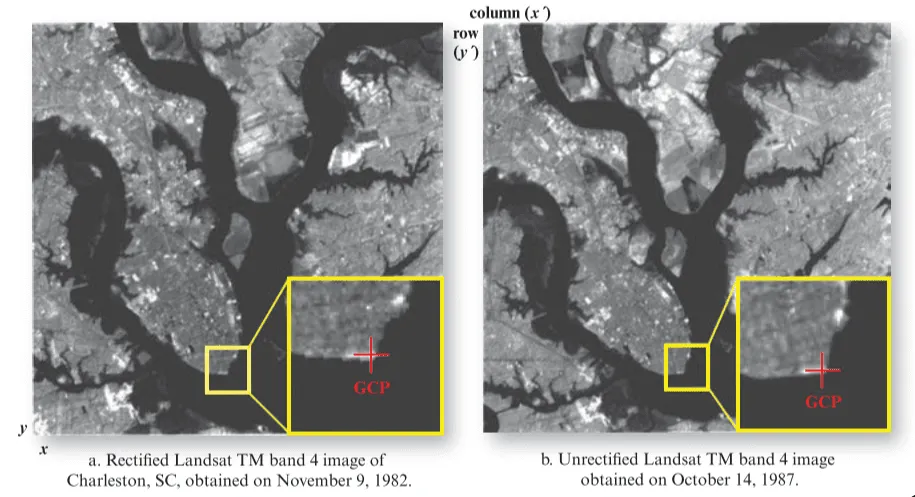 column (x´)
row
(y´)
GCP
GCP
y
x
a. Rectified Landsat TM band 4 image of
Charleston, SC, obtained on November 9, 1982.
b. Unrectified Landsat TM band 4 image
obtained on October 14, 1987.